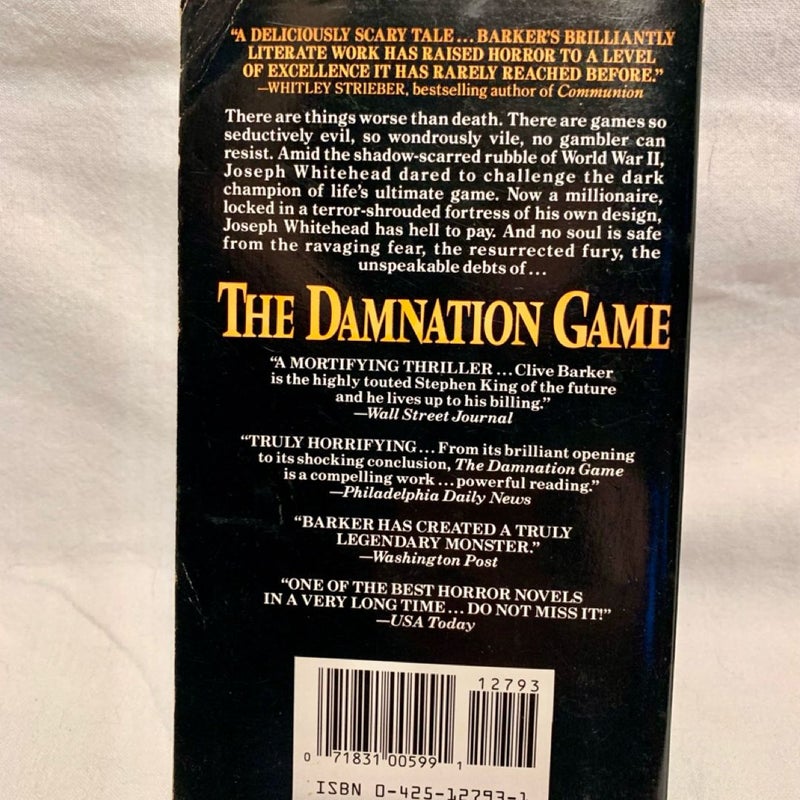 “A DELICIOUSLY SCARY TALE...BARKER’S BRILLIANTLY
LITERATE WORK HAS RAISED HORROR TO A LEVEL
OF EXCELLENCE IT HAS RARELY REACHED BEFORE.”
—WHITLEY STRIEBER, bestselling author of Communion
There are things worse than death. There are games so
seductively evil, so wondrously vile, no gambler can
resist. Amid the shadow-scarred rubble of World War II,
Joseph Whitehead dared to challenge the dark
champion of life’s ultimate game. Now a millionaire,
locked in a terror-shrouded fortress of his own design,
Joseph Whitehead has hell to pay. And no soul is safe
from the ravaging fear, the resurrected fury, the
unspeakable debts of...
THE DAMNATION GAME
“A MORTIFYING THRILLER...Clive Barker
is the highly touted Stephen King of the future
and he lives up to his billing.”
—Wall Street Journal
“TRULY HORRIFYING...From its brilliant opening
to its shocking conclusion, The Damnation Game
is a compelling work...powerful reading.”
—Philadelphia Daily News
“BARKER HAS CREATED A TRULY
LEGENDARY MONSTER.”
—Washington Post
“ONE OF THE BEST HORROR NOVELS
IN A VERY LONG TIME...DO NOT MISS IT!”
—USA Today
12793
0 71831 00599 1
ISBN 0-425-12793-1